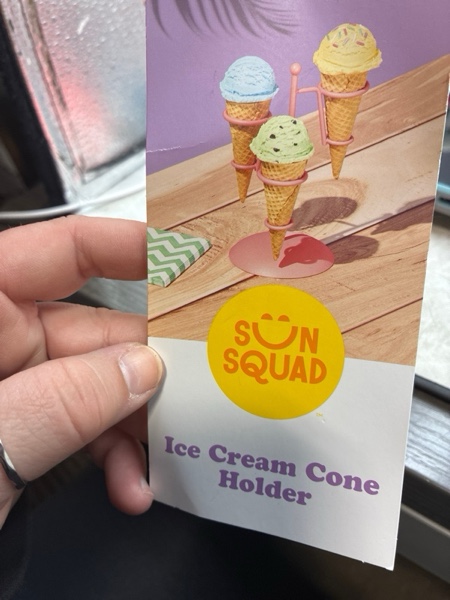 SUN
SQUAD
Ice Cream Cone
Holder